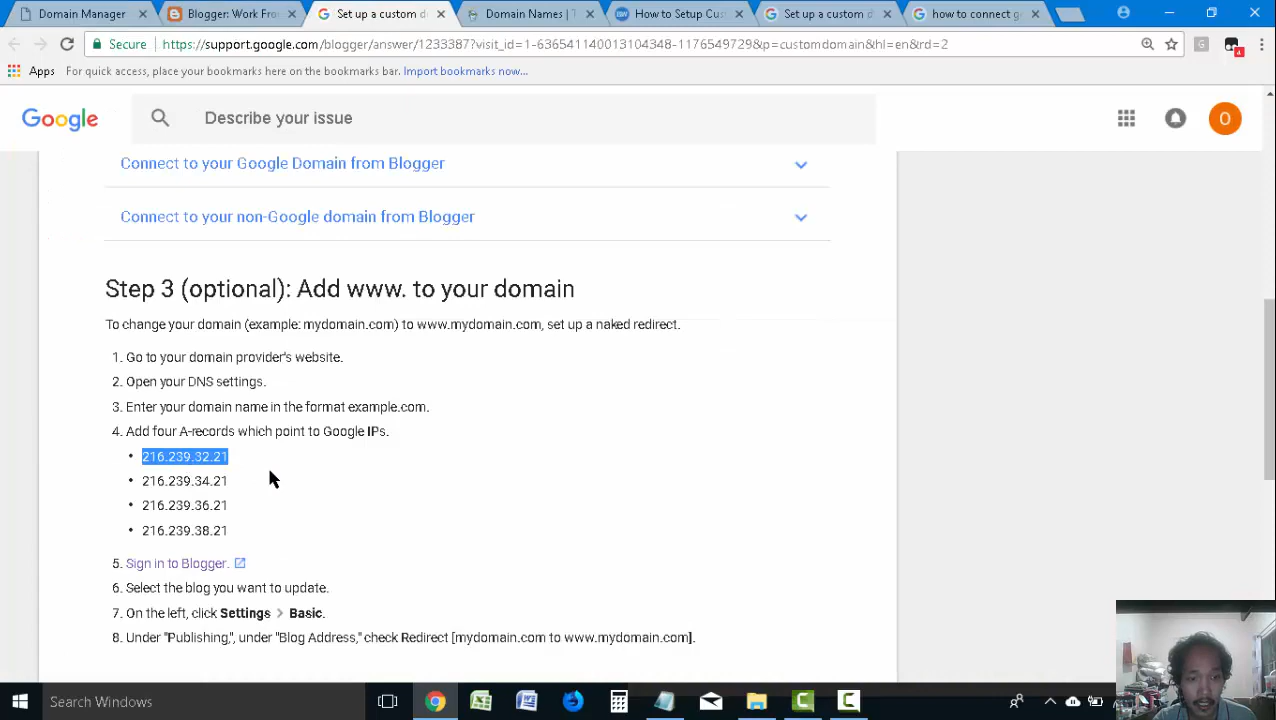 Domain Manager
Blogger: Work Fro
Set up a custom d
Domain Names | T
How to Setup Cus
Set up a custom d
how to connect g
Secure
https://support.google.com/blogger/answer/1233387?visit_id=1-636541140013104348-1176549729&p=customdomain&hl=en&rd=2
Apps
For quick access, place your bookmarks here on the bookmarks bar. Import bookmarks now...
Google
Describe your issue
O
Connect to your Google Domain from Blogger
Connect to your non-Google domain from Blogger
Step 3 (optional): Add www. to your domain
To change your domain (example: mydomain.com) to www.mydomain.com, set up a naked redirect.
1. Go to your domain provider's website.
2. Open your DNS settings.
3. Enter your domain name in the format example.com.
4. Add four A-records which point to Google IPs.
• 216.239.32.21
• 216.239.34.21
• 216.239.36.21
• 216.239.38.21
5. Sign in to Blogger.
6. Select the blog you want to update.
7. On the left, click Settings > Basic.
8. Under "Publishing,", under "Blog Address," check Redirect [mydomain.com to www.mydomain.com].
Search Windows